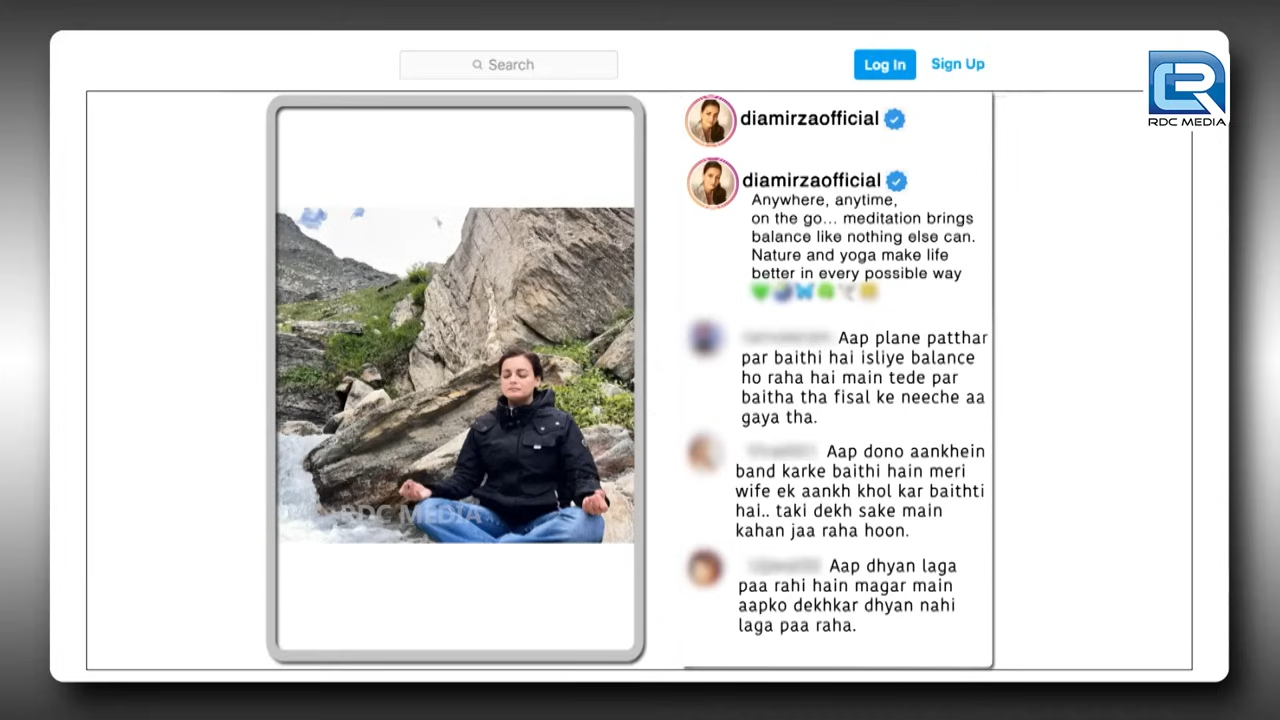 Search
Log In
Sign Up
RDC MEDIA
diamirzaofficial
diamirzaofficial
Anywhere, anytime,
on the go... meditation brings
balance like nothing else can.
Nature and yoga make life
better in every possible way
Aap plane patthar
par baithi hai isliye balance
ho raha hai main tede par
baitha tha fisal ke neeche aa
gaya tha.
Aap dono aankhein
band karke baithi hain meri
wife ek aankh khol kar baithti
hai.. taki dekh sake main
kahan jaa raha hoon.
Aap dhyan laga
paa rahi hain magar main
aapko dekhkar dhyan nahi
laga paa raha.
RDC MEDIA